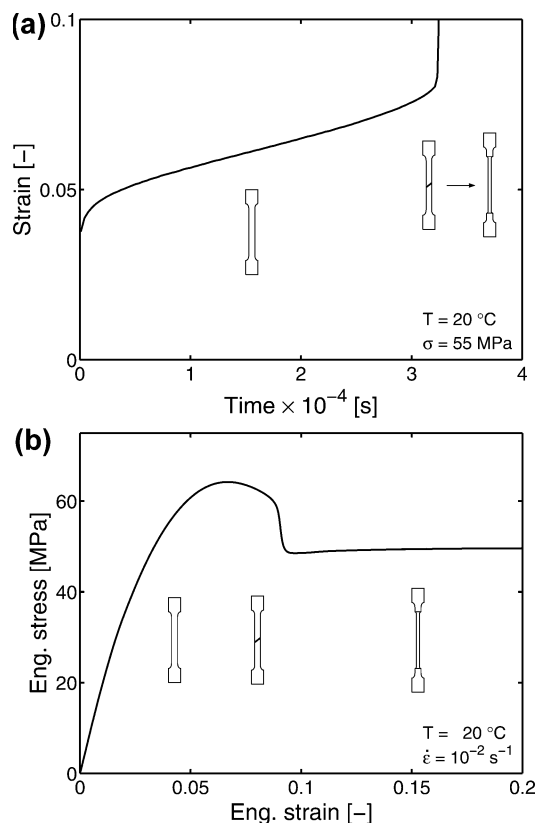 (a)
0.1
0.05
0
Strain [–]
T = 20 °C
σ = 55 MPa
0 1 2 3 4
Time × 10⁻⁴ [s]
(b)
60
40
20
0
Eng. stress [MPa]
T = 20 °C
ε̇ = 10⁻² s⁻¹
0 0.05 0.1 0.15 0.2
Eng. strain [–]